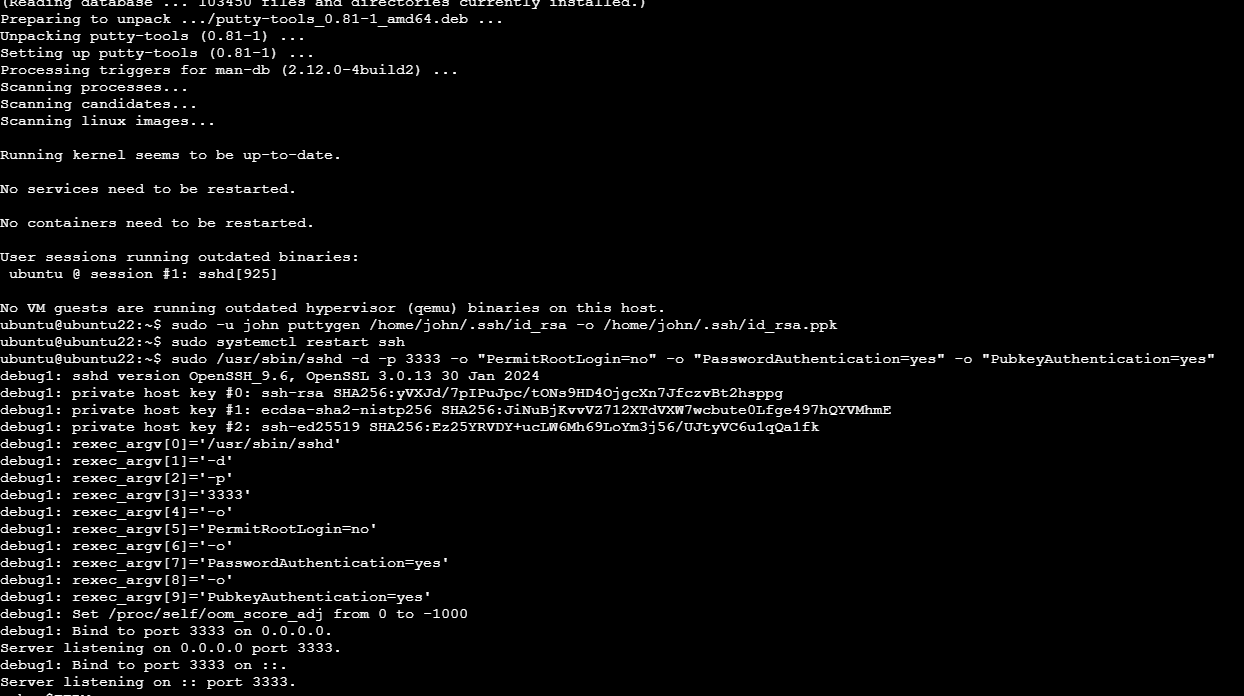 (Reading database ... 103450 files and directories currently installed.)
Preparing to unpack .../putty-tools_0.81-1_amd64.deb ...
Unpacking putty-tools (0.81-1) ...
Setting up putty-tools (0.81-1) ...
Processing triggers for man-db (2.12.0-4build2) ...
Scanning processes...
Scanning candidates...
Scanning linux images...
Running kernel seems to be up-to-date.
No services need to be restarted.
No containers need to be restarted.
User sessions running outdated binaries:
 ubuntu @ session #1: sshd[925]
No VM guests are running outdated hypervisor (qemu) binaries on this host.
ubuntu@ubuntu22:~$ sudo -u john puttygen /home/john/.ssh/id_rsa -o /home/john/.ssh/id_rsa.ppk
ubuntu@ubuntu22:~$ sudo systemctl restart ssh
ubuntu@ubuntu22:~$ sudo /usr/sbin/sshd -d -p 3333 -o "PermitRootLogin=no" -o "PasswordAuthentication=yes" -o "PubkeyAuthentication=yes"
debug1: sshd version OpenSSH_9.6, OpenSSL 3.0.13 30 Jan 2024
debug1: private host key #0: ssh-rsa SHA256:yVXJd/7pIPuJpc/tONs9HD4OjgcXn7JfczvBt2hsppg
debug1: private host key #1: ecdsa-sha2-nistp256 SHA256:JiNuBjKvvVZ712XTdVXW7wcbute0Lfge497hQYVMhmE
debug1: private host key #2: ssh-ed25519 SHA256:Ez25YRVDY+ucLW6Mh69LoYm3j56/UJtyVC6u1qQa1fk
debug1: rexec_argv[0]='/usr/sbin/sshd'
debug1: rexec_argv[1]='-d'
debug1: rexec_argv[2]='-p'
debug1: rexec_argv[3]='3333'
debug1: rexec_argv[4]='-o'
debug1: rexec_argv[5]='PermitRootLogin=no'
debug1: rexec_argv[6]='-o'
debug1: rexec_argv[7]='PasswordAuthentication=yes'
debug1: rexec_argv[8]='-o'
debug1: rexec_argv[9]='PubkeyAuthentication=yes'
debug1: Set /proc/self/oom_score_adj from 0 to -1000
debug1: Bind to port 3333 on 0.0.0.0.
Server listening on 0.0.0.0 port 3333.
debug1: Bind to port 3333 on ::.
Server listening on :: port 3333.